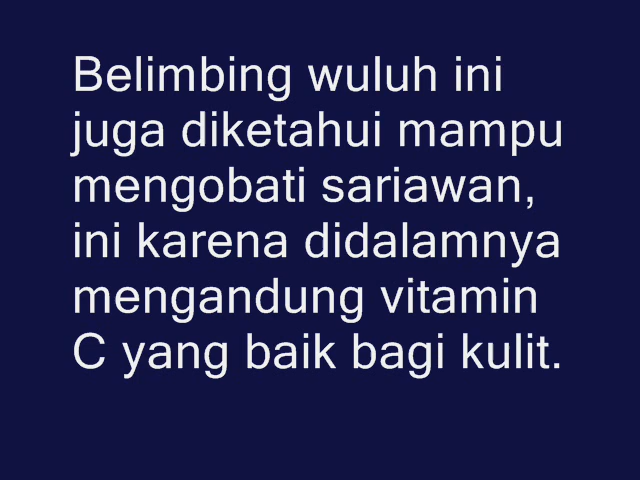 Belimbing wuluh ini
juga diketahui mampu
mengobati sariawan,
ini karena didalamnya
mengandung vitamin
C yang baik bagi kulit.